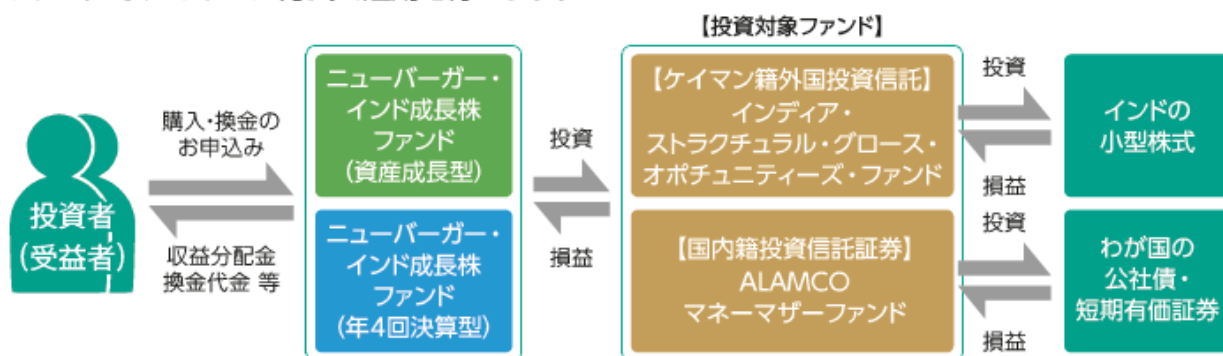 【投資対象ファンド】
投資者
(受益者)
購入・換金の
お申込み
収益分配金
換金代金 等
ニューバーガー・
インド成長株
ファンド
(資産成長型)
ニューバーガー・
インド成長株
ファンド
(年4回決算型)
投資
損益
【ケイマン籍外国投資信託】
インディア・
ストラクチュラル・グロース・
オポチュニティーズ・ファンド
【国内籍投資信託証券】
ALAMCO
マネーマザーファンド
投資
損益
投資
損益
インドの
小型株式
わが国の
公社債・
短期有価証券